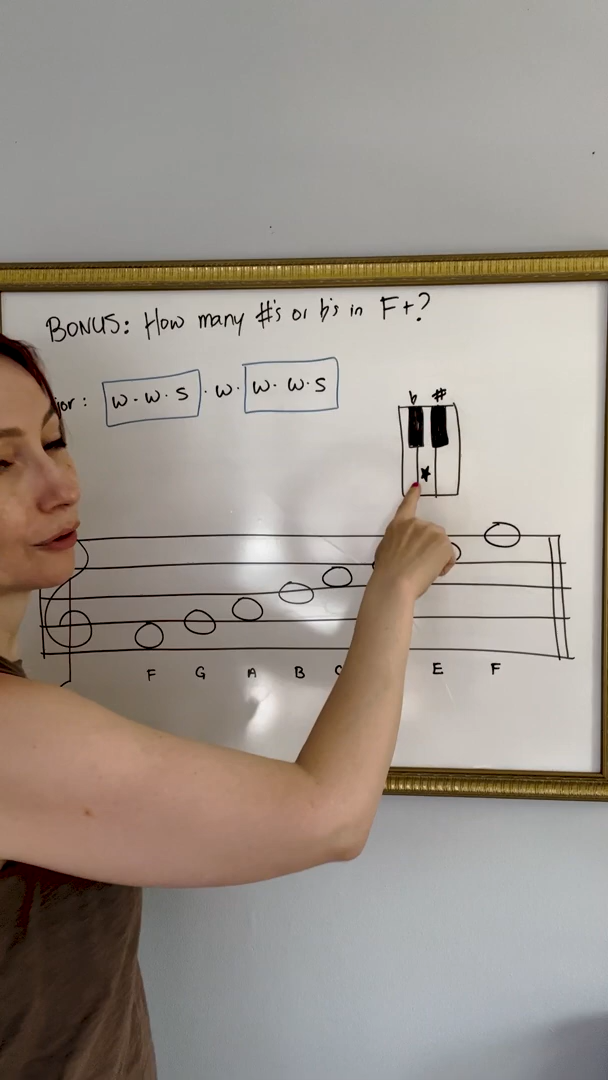 BONUS: How many #'s or b's in F+?
jor : W · W · S · W · W · W · S
b #
F G A B C E F